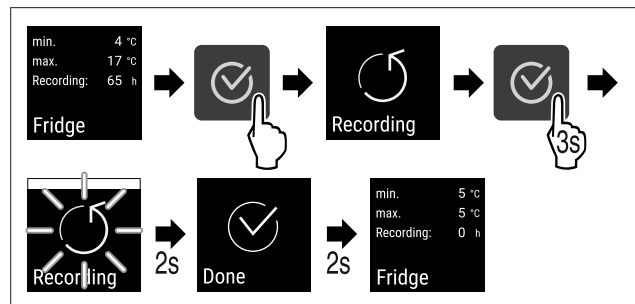 min. 4 °C
max. 17 °C
Recording: 65 h
Fridge
Recording
3s
Recording
2s
Done
2s
min. 5 °C
max. 5 °C
Recording: 0 h
Fridge